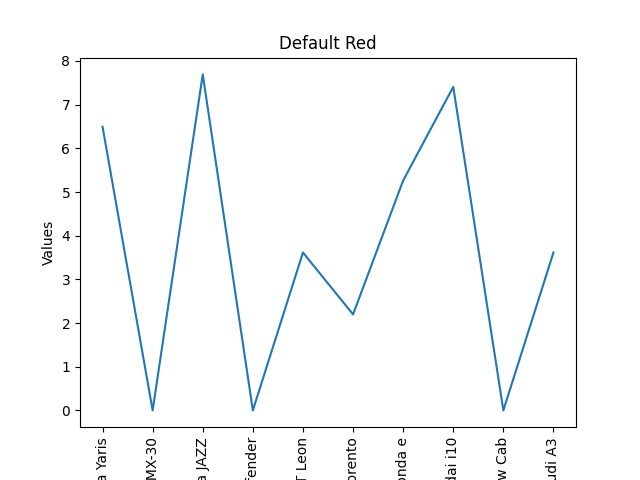 Default Red
Values
8
7
6
5
4
3
2
1
0
a Yaris
MX-30
a JAZZ
fender
T Leon
orento
onda e
dai i10
w Cab
udi A3